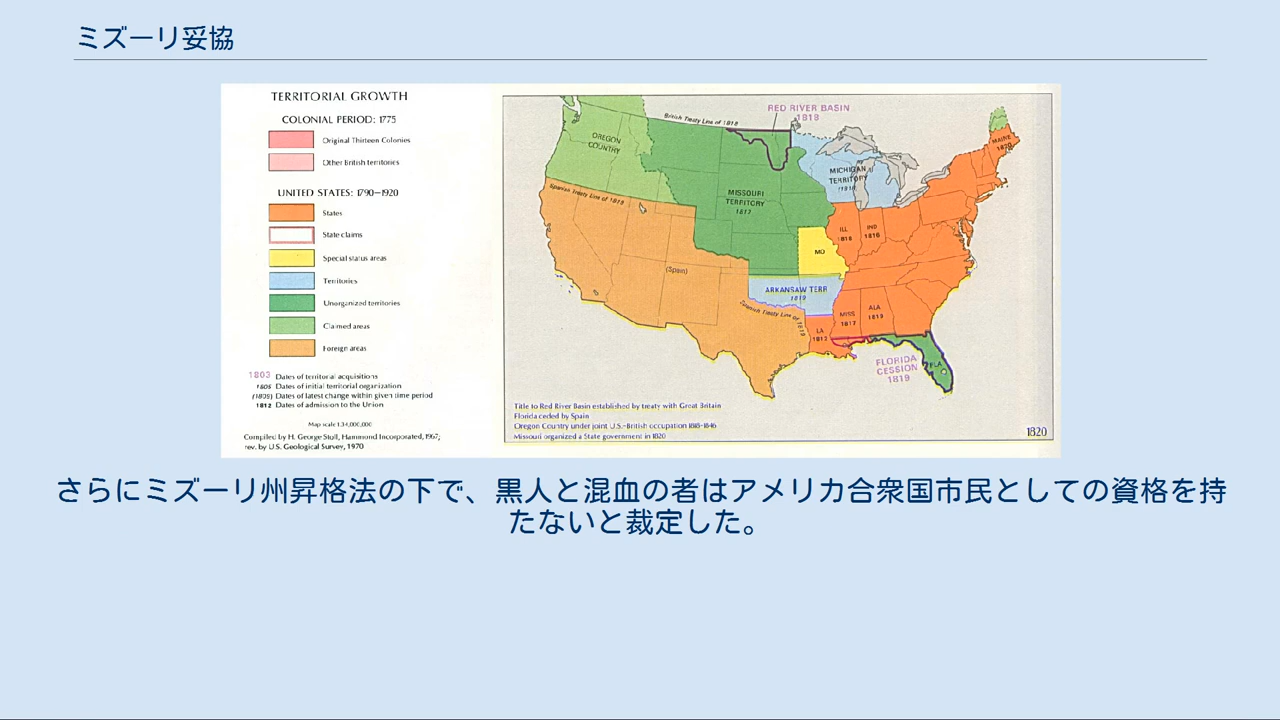 ミズーリ妥協
TERRITORIAL GROWTH
COLONIAL PERIOD: 1775
Original Thirteen Colonies
Other British territories
UNITED STATES: 1790–1920
States
State claims
Special status areas
Territories
Unorganized territories
Claimed areas
Foreign areas
1803 Dates of territorial acquisitions
1805 Dates of initial territorial organization
(1809) Dates of latest change within given time period
1812 Dates of admission to the Union
Map scale 1:34,000,000
Compiled by H. George Stoll, Hammond Incorporated, 1967;
rev. by U.S. Geological Survey, 1970
RED RIVER BASIN
1818
British Treaty Line of 1818
OREGON
COUNTRY
MAINE
1820
MICHIGAN
TERRITORY
(1818)
Spanish Treaty Line of 1819
MISSOURI
TERRITORY
1812
ILL
1818
IND
1816
MO
(Spain)
ARKANSAW TERR
1819
Spanish Treaty Line of 1819
LA
1812
MISS
1817
ALA
1819
FLORIDA
CESSION
1819
FLA
Title to Red River Basin established by treaty with Great Britain
Florida ceded by Spain
Oregon Country under joint U.S.-British occupation 1818-1846
Missouri organized a State government in 1820
1820
さらにミズーリ州昇格法の下で、黒人と混血の者はアメリカ合衆国市民としての資格を持
たないと裁定した。